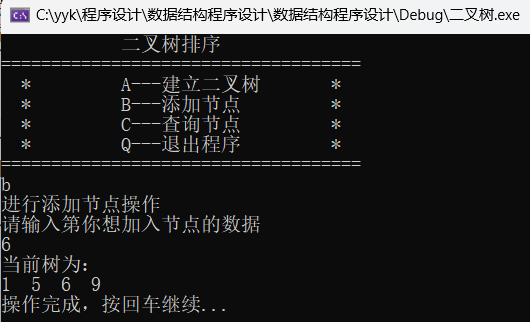 C:\yyk\程序设计\数据结构程序设计\数据结构程序设计\Debug\二叉树.exe
二叉树排序
====================================
* A---建立二叉树 *
* B---添加节点 *
* C---查询节点 *
* Q---退出程序 *
====================================
b
进行添加节点操作
请输入第你想加入节点的数据
6
当前树为:
1 5 6 9
操作完成，按回车继续...